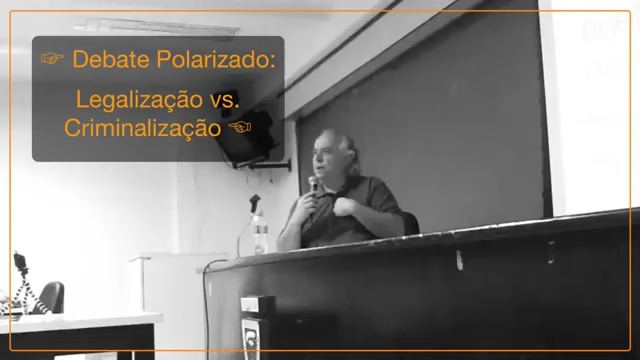 ☞ Debate Polarizado:
Legalização vs.
Criminalização ☜